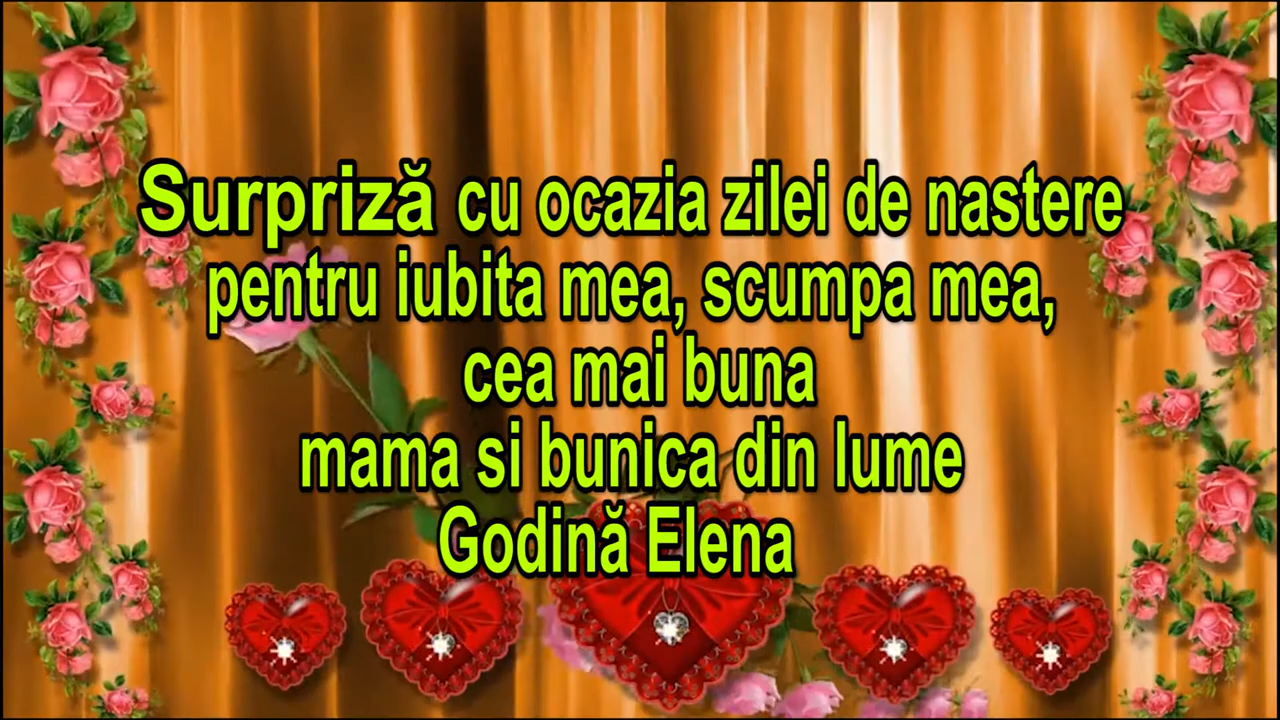 Surpriză cu ocazia zilei de nastere
pentru iubita mea, scumpa mea,
cea mai buna
mama si bunica din lume
Godină Elena